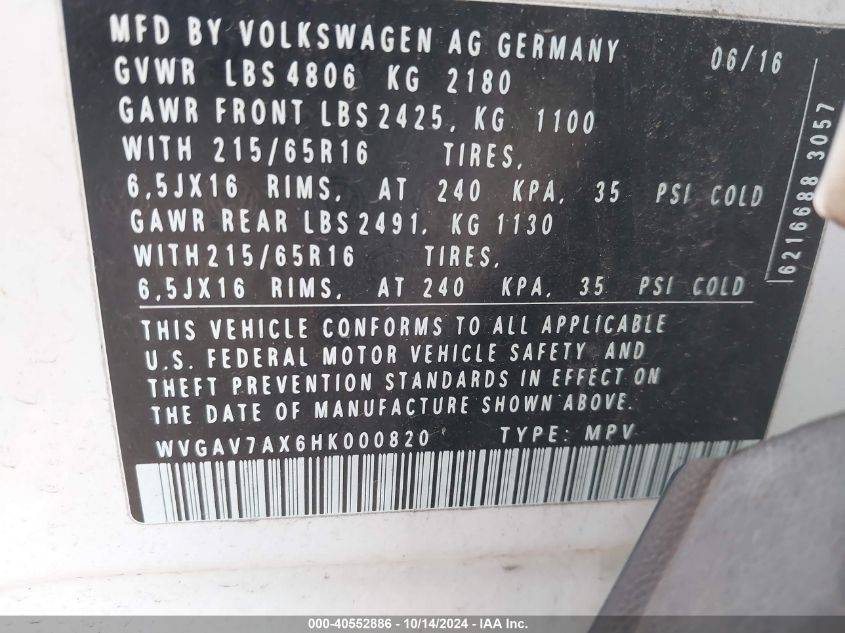 MFD BY VOLKSWAGEN AG GERMANY 06/16
GVWR LBS 4806 KG 2180
GAWR FRONT LBS 2425, KG 1100
WITH 215/65R16 TIRES,
6,5JX16 RIMS, AT 240 KPA, 35 PSI COLD
GAWR REAR LBS 2491, KG 1130
WITH 215/65R16 TIRES,
6,5JX16 RIMS, AT 240 KPA, 35 PSI COLD
6216688 3057
THIS VEHICLE CONFORMS TO ALL APPLICABLE
U.S. FEDERAL MOTOR VEHICLE SAFETY AND
THEFT PREVENTION STANDARDS IN EFFECT ON
THE DATE OF MANUFACTURE SHOWN ABOVE.
WVGAV7AX6HK000820 TYPE: MPV
000-40552886 - 10/14/2024 - IAA Inc.